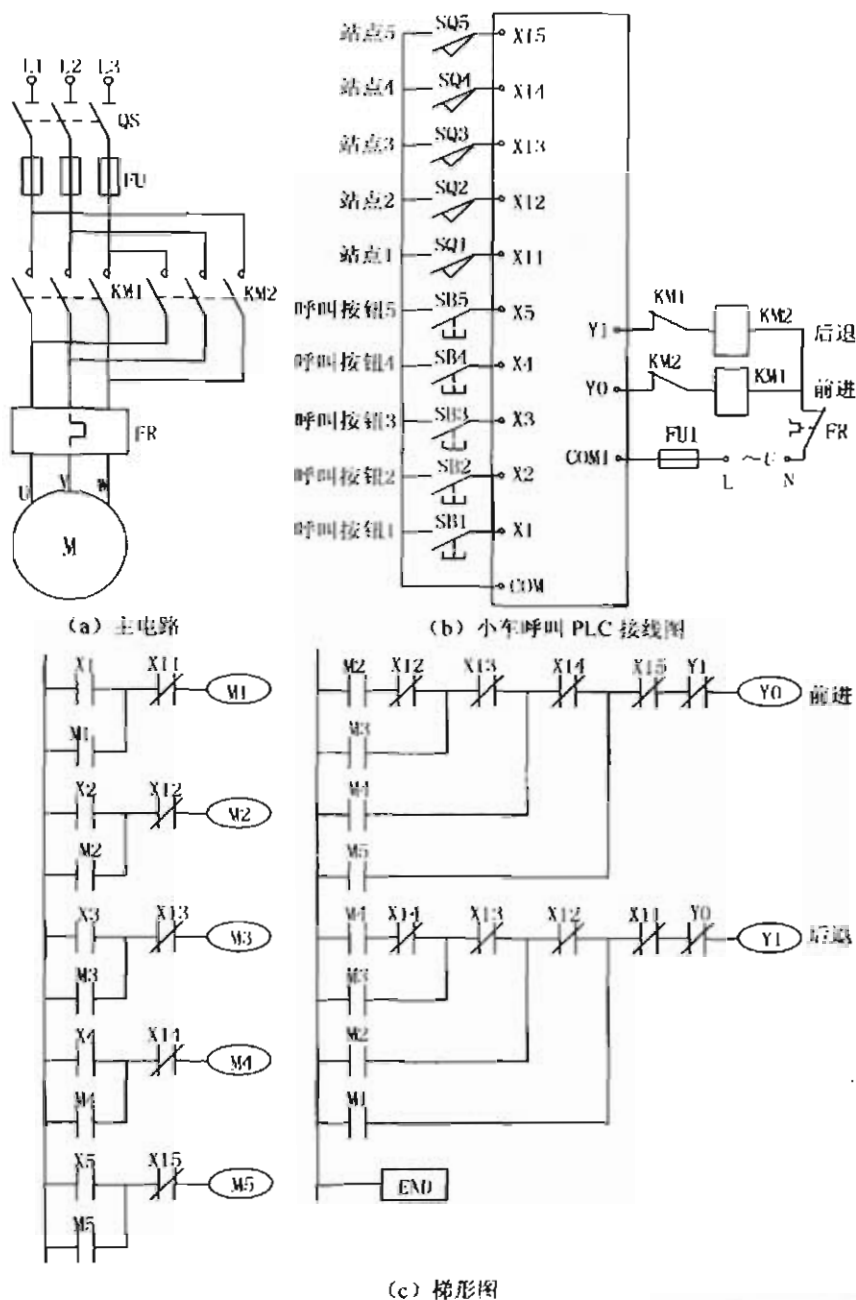 L1 L2 L3
QS
FU
KM1
KM2
FR
U V W
M
(a) 主电路
站点5 SQ5 X15
站点4 SQ4 X14
站点3 SQ3 X13
站点2 SQ2 X12
站点1 SQ1 X11
呼叫按钮5 SB5 X5
呼叫按钮4 SB4 X4
呼叫按钮3 SB3 X3
呼叫按钮2 SB2 X2
呼叫按钮1 SB1 X1
COM
Y1 KM1 KM2 后退
Y0 KM2 KM1 前进
FR
COM1 FU1 L ~U N
(b) 小车呼叫 PLC 接线图
X1 X11 M1
M1
X2 X12 M2
M2
X3 X13 M3
M3
X4 X14 M4
M4
X5 X15 M5
M5
M2 X12 X13 X14 X15 Y1 Y0 前进
M3
M4
M5
M4 X14 X13 X12 X11 Y0 Y1 后退
M3
M2
M1
END
(c) 梯形图